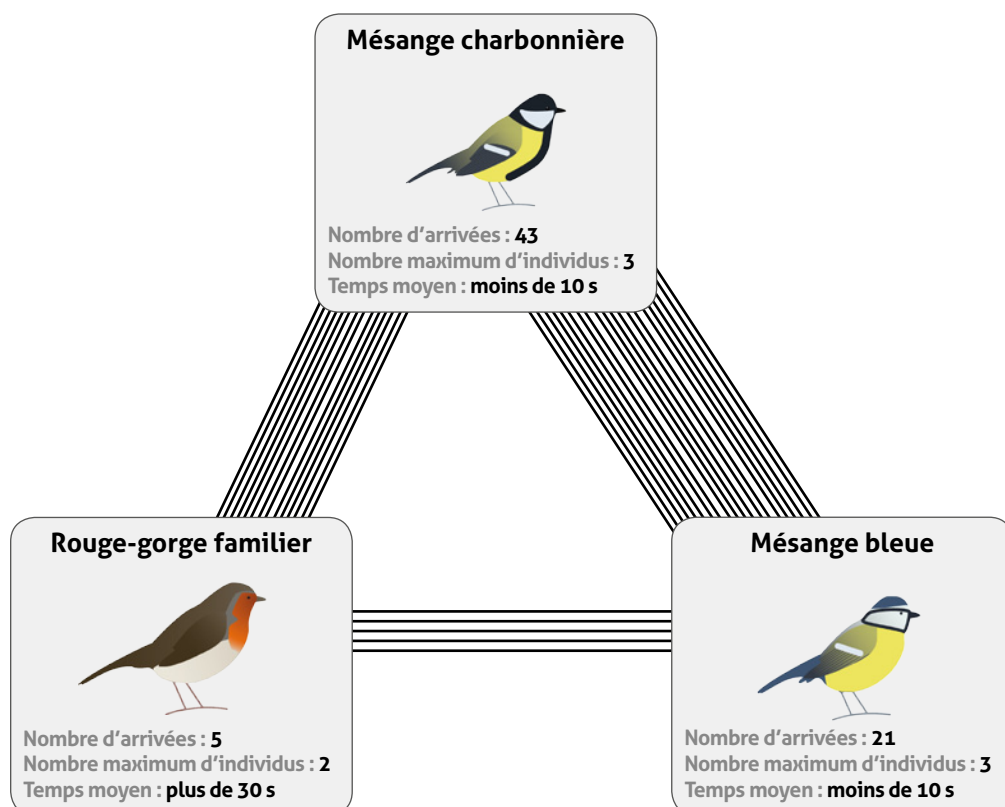 Mésange charbonnière
Nombre d'arrivées : 43
Nombre maximum d'individus : 3
Temps moyen : moins de 10 s
Rouge-gorge familier
Nombre d'arrivées : 5
Nombre maximum d'individus : 2
Temps moyen : plus de 30 s
Mésange bleue
Nombre d'arrivées : 21
Nombre maximum d'individus : 3
Temps moyen : moins de 10 s